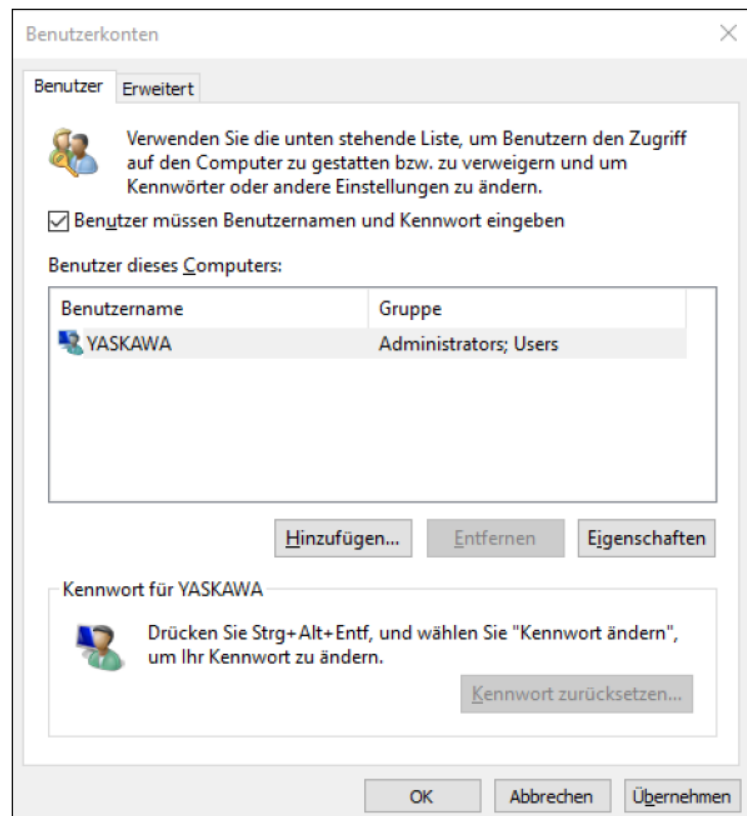 Benutzerkonten
Benutzer
Erweitert
Verwenden Sie die unten stehende Liste, um Benutzern den Zugriff
auf den Computer zu gestatten bzw. zu verweigern und um
Kennwörter oder andere Einstellungen zu ändern.
Benutzer müssen Benutzernamen und Kennwort eingeben
Benutzer dieses Computers:
Benutzername Gruppe
YASKAWA Administrators; Users
Hinzufügen... Entfernen Eigenschaften
Kennwort für YASKAWA
Drücken Sie Strg+Alt+Entf, und wählen Sie "Kennwort ändern",
um Ihr Kennwort zu ändern.
Kennwort zurücksetzen...
OK Abbrechen Übernehmen